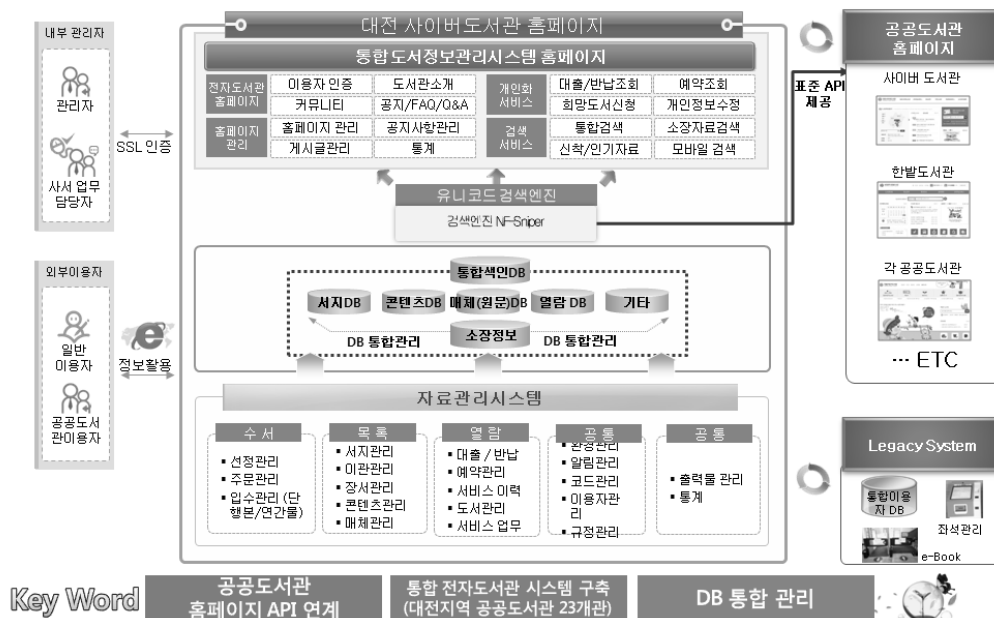 내부 관리자
관리자
사서 업무
담당자
SSL 인증
외부이용자
일반
이용자
공공도서
관이용자
정보활용
대전 사이버도서관 홈페이지
통합도서정보관리시스템 홈페이지
전자도서관
홈페이지
이용자 인증
도서관소개
커뮤니티
공지/FAQ/Q&A
홈페이지
관리
홈페이지 관리
공지사항관리
게시글관리
통계
개인화
서비스
대출/반납조회
예약조회
희망도서신청
개인정보수정
검색
서비스
통합검색
소장자료검색
신착/인기자료
모바일 검색
유니코드 검색엔진
검색엔진 NF-Sniper
통합색인DB
서지DB
콘텐츠DB
매체(원문)DB
열람 DB
기타
소장정보
DB 통합관리
DB 통합관리
자료관리시스템
수 서
▪ 선정관리
▪ 주문관리
▪ 입수관리 (단
행본/연간물)
목 록
▪ 서지관리
▪ 이관관리
▪ 장서관리
▪ 콘텐츠관리
▪ 매체관리
열 람
▪ 대출 / 반납
▪ 예약관리
▪ 서비스 이력
▪ 도서관리
▪ 서비스 업무
공 통
▪ 환경관리
▪ 알림관리
▪ 코드관리
▪ 이용자관
리
▪ 규정관리
공 통
▪ 출력물 관리
▪ 통계
표준 API
제공
공공도서관
홈페이지
사이버 도서관
한밭도서관
각 공공도서관
... ETC
Legacy System
통합이용
자 DB
좌석관리
e-Book
Key Word
공공도서관
홈페이지 API 연계
통합 전자도서관 시스템 구축
(대전지역 공공도서관 23개관)
DB 통합 관리